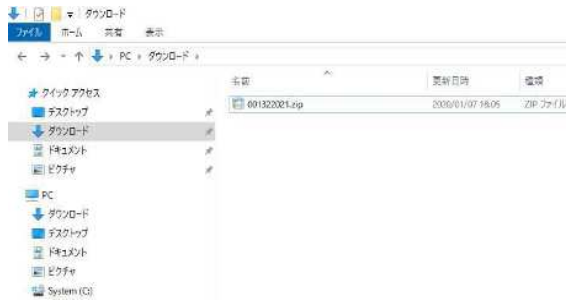 ダウンロード
ファイル ホーム 共有 表示
PC › ダウンロード ›
名前 更新日時 種類
クイック アクセス
001322021.zip 2020/01/07 16:05 ZIP ファイル
デスクトップ
ダウンロード
ドキュメント
ピクチャ
PC
ダウンロード
デスクトップ
ドキュメント
ピクチャ
System (C:)